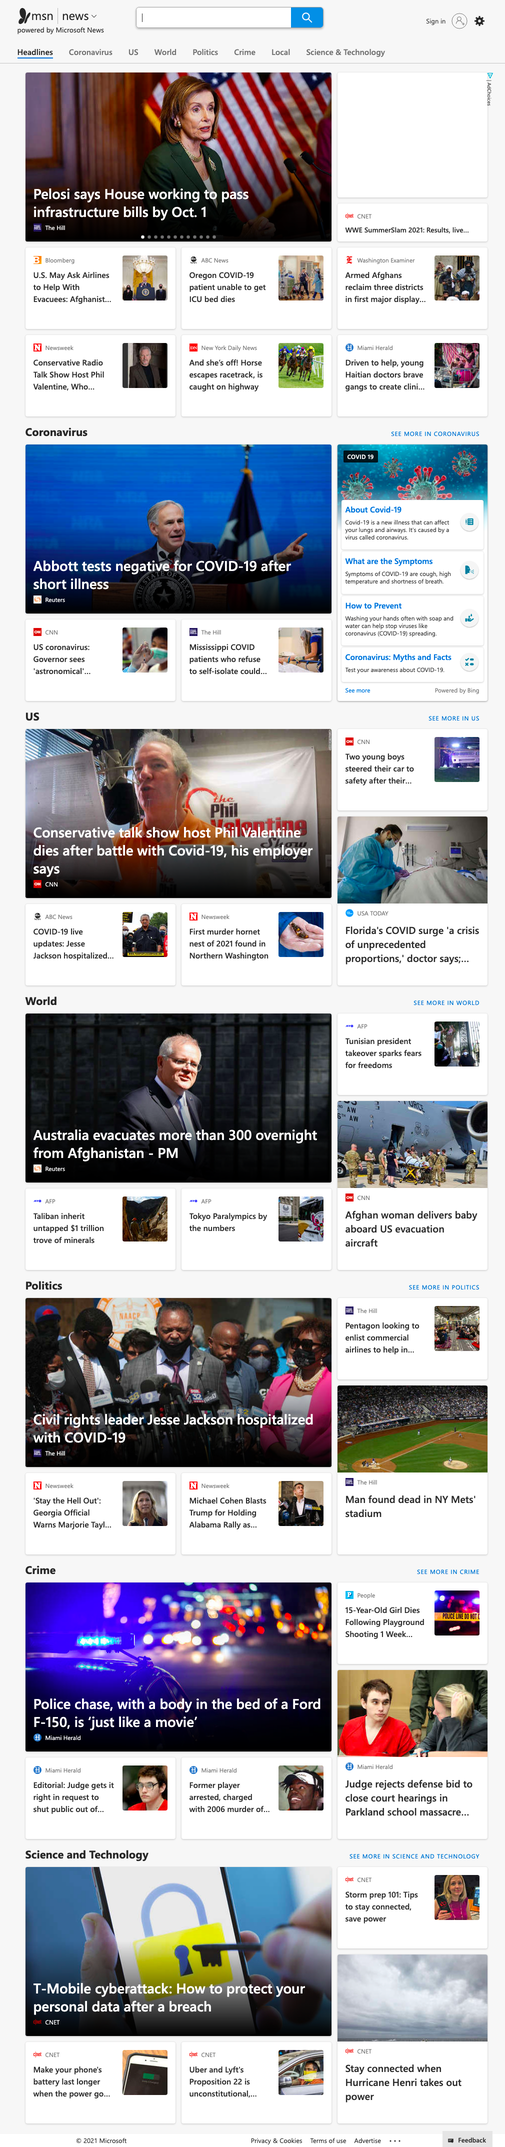 msn | news
powered by Microsoft News
Sign in
Headlines
Coronavirus
US
World
Politics
Crime
Local
Science & Technology
Pelosi says House working to pass
infrastructure bills by Oct. 1
The Hill
AdChoices
CNET
WWE SummerSlam 2021: Results, live...
Bloomberg
U.S. May Ask Airlines
to Help With
Evacuees: Afghanist...
ABC News
Oregon COVID-19
patient unable to get
ICU bed dies
Washington Examiner
Armed Afghans
reclaim three districts
in first major display...
Newsweek
Conservative Radio
Talk Show Host Phil
Valentine, Who...
New York Daily News
And she's off! Horse
escapes racetrack, is
caught on highway
Miami Herald
Driven to help, young
Haitian doctors brave
gangs to create clini...
Coronavirus
SEE MORE IN CORONAVIRUS
Abbott tests negative for COVID-19 after
short illness
Reuters
COVID 19
About Covid-19
Covid-19 is a new illness that can affect
your lungs and airways. It's caused by a
virus called coronavirus.
What are the Symptoms
Symptoms of COVID-19 are cough, high
temperature and shortness of breath.
How to Prevent
Washing your hands often with soap and
water can help stop viruses like
coronavirus (COVID-19) spreading.
Coronavirus: Myths and Facts
Test your awareness about COVID-19.
See more
Powered by Bing
CNN
US coronavirus:
Governor sees
'astronomical'...
The Hill
Mississippi COVID
patients who refuse
to self-isolate could...
US
SEE MORE IN US
the
Phil
Valentine
Show
Conservative talk show host Phil Valentine
dies after battle with Covid-19, his employer
says
CNN
CNN
Two young boys
steered their car to
safety after their...
USA TODAY
Florida's COVID surge 'a crisis
of unprecedented
proportions,' doctor says;...
ABC News
COVID-19 live
updates: Jesse
Jackson hospitalized...
Newsweek
First murder hornet
nest of 2021 found in
Northern Washington
World
SEE MORE IN WORLD
Australia evacuates more than 300 overnight
from Afghanistan - PM
Reuters
AFP
Tunisian president
takeover sparks fears
for freedoms
CNN
Afghan woman delivers baby
aboard US evacuation
aircraft
AFP
Taliban inherit
untapped $1 trillion
trove of minerals
AFP
Tokyo Paralympics by
the numbers
Politics
SEE MORE IN POLITICS
NAACP
Civil rights leader Jesse Jackson hospitalized
with COVID-19
The Hill
The Hill
Pentagon looking to
enlist commercial
airlines to help in...
The Hill
Man found dead in NY Mets'
stadium
Newsweek
'Stay the Hell Out':
Georgia Official
Warns Marjorie Tayl...
Newsweek
Michael Cohen Blasts
Trump for Holding
Alabama Rally as...
Crime
SEE MORE IN CRIME
Police chase, with a body in the bed of a Ford
F-150, is 'just like a movie'
Miami Herald
People
15-Year-Old Girl Dies
Following Playground
Shooting 1 Week...
POLICE LINE DO NOT
Miami Herald
Judge rejects defense bid to
close court hearings in
Parkland school massacre...
Miami Herald
Editorial: Judge gets it
right in request to
shut public out of...
Miami Herald
Former player
arrested, charged
with 2006 murder of...
Science and Technology
SEE MORE IN SCIENCE AND TECHNOLOGY
T-Mobile cyberattack: How to protect your
personal data after a breach
CNET
CNET
Storm prep 101: Tips
to stay connected,
save power
CNET
Stay connected when
Hurricane Henri takes out
power
CNET
Make your phone's
battery last longer
when the power go...
CNET
Uber and Lyft's
Proposition 22 is
unconstitutional,...
© 2021 Microsoft
Privacy & Cookies
Terms of use
Advertise
...
Feedback